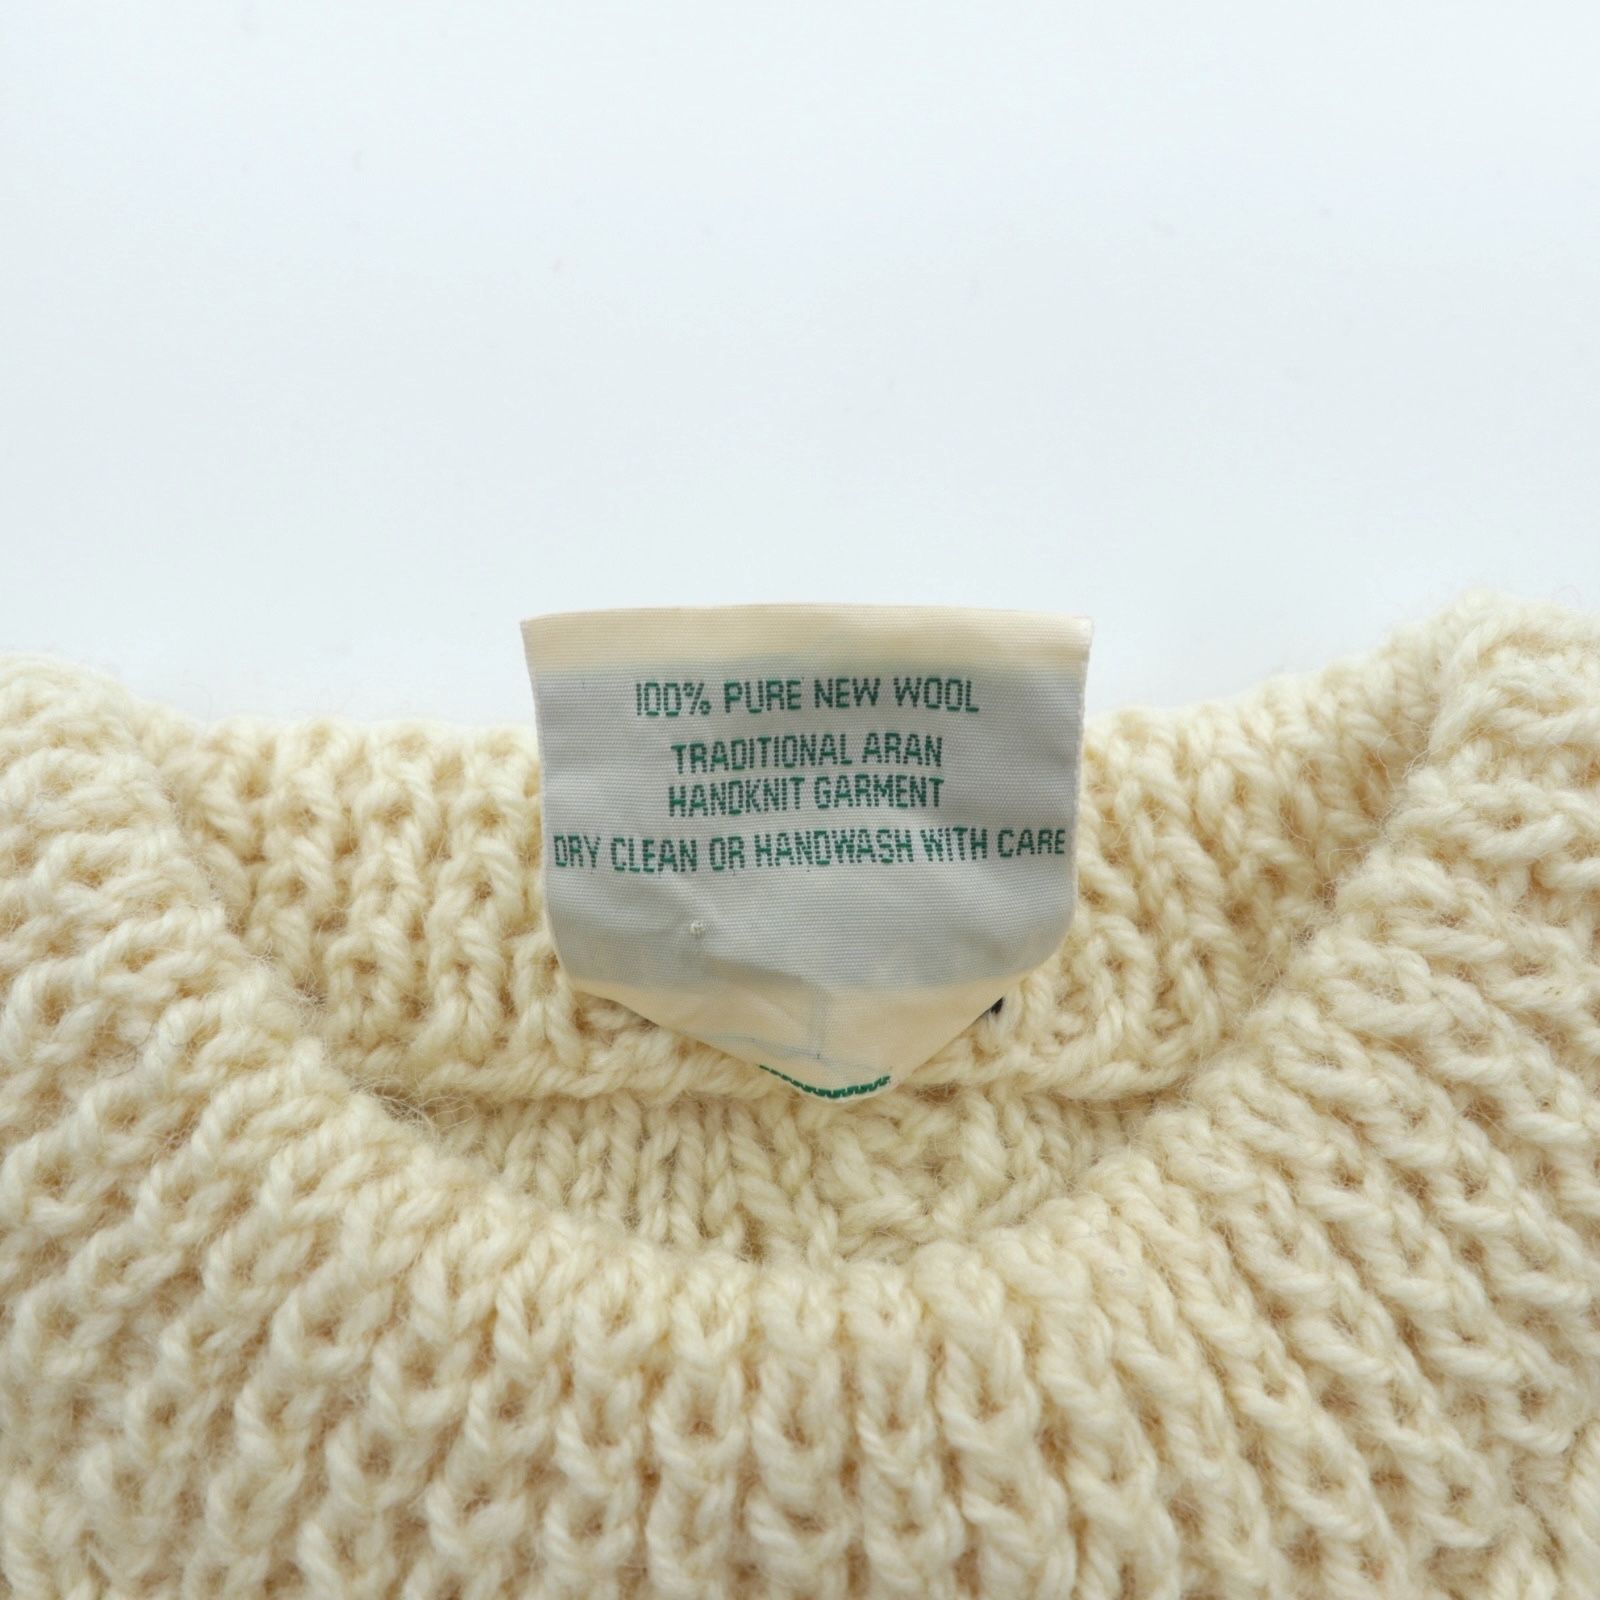 100% PURE NEW WOOL
TRADITIONAL ARAN
HANDKNIT GARMENT
DRY CLEAN OR HANDWASH WITH CARE